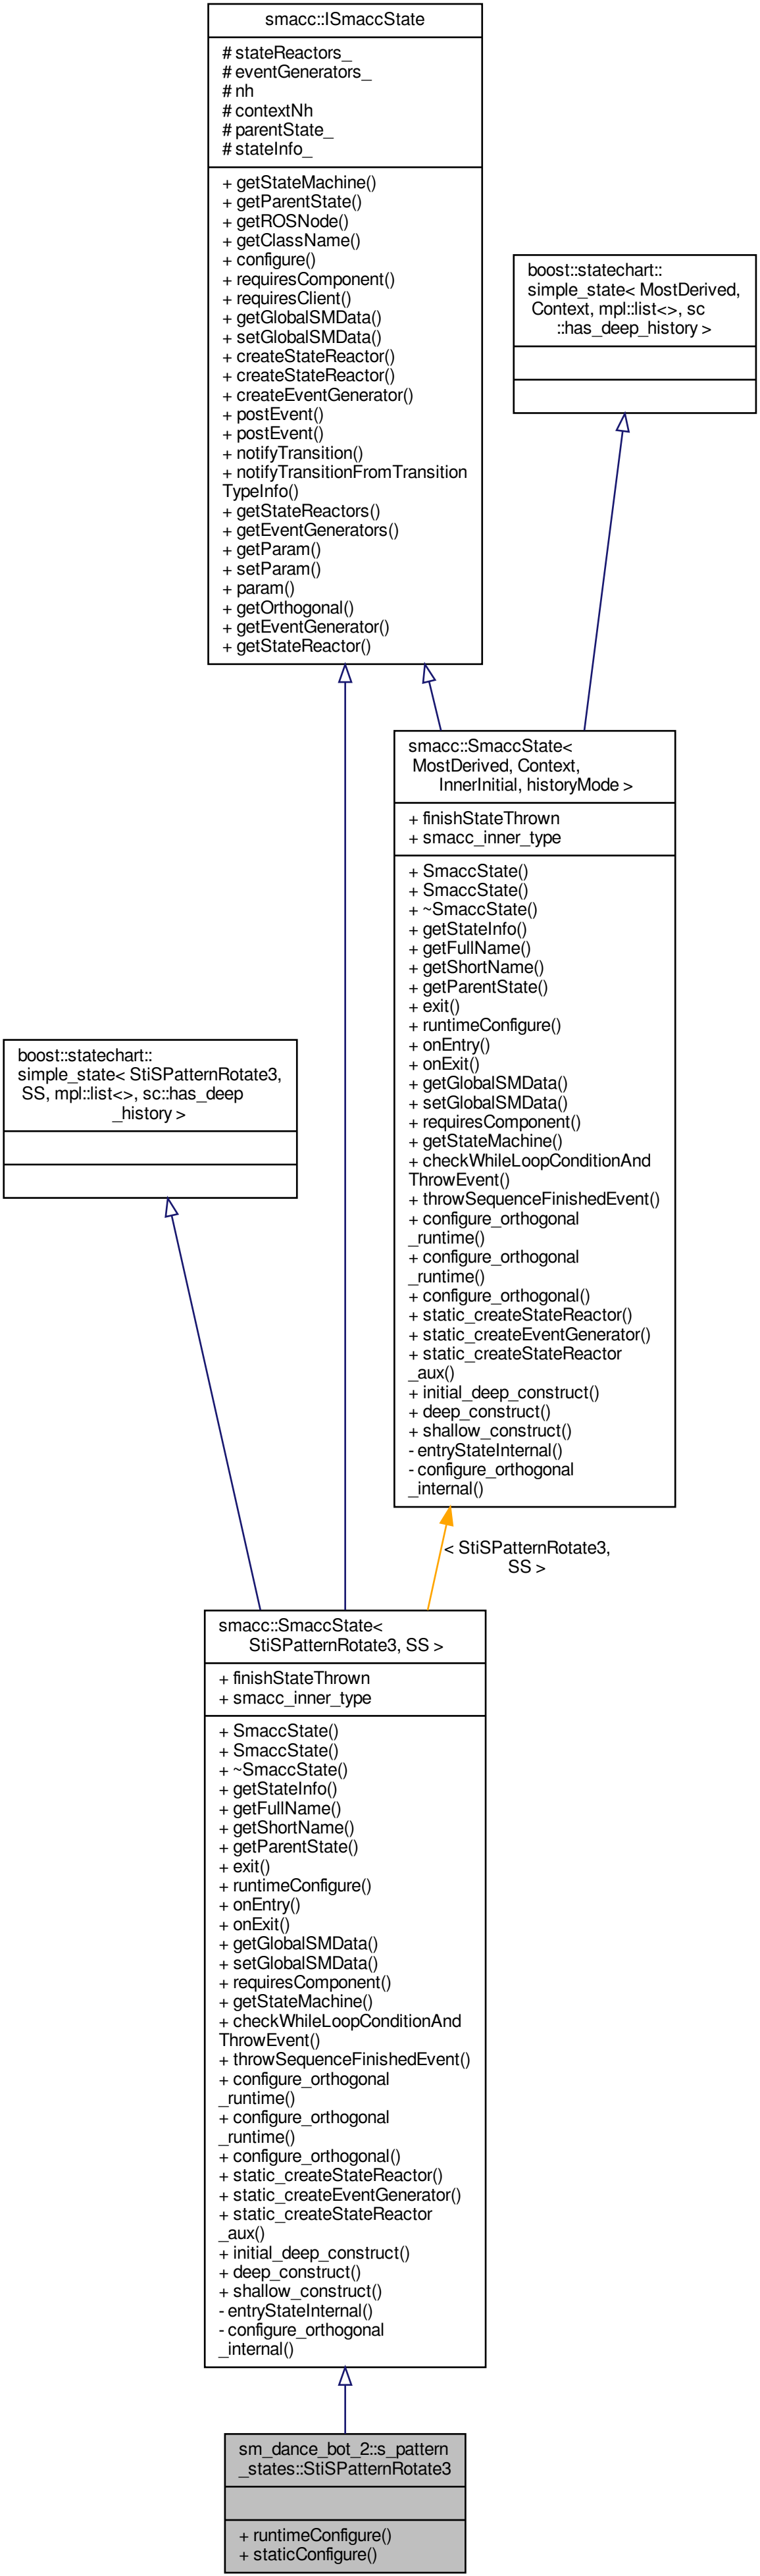 smacc::ISmaccState
# stateReactors_
# eventGenerators_
# nh
# contextNh
# parentState_
# stateInfo_
+ getStateMachine()
+ getParentState()
+ getROSNode()
+ getClassName()
+ configure()
+ requiresComponent()
+ requiresClient()
+ getGlobalSMData()
+ setGlobalSMData()
+ createStateReactor()
+ createStateReactor()
+ createEventGenerator()
+ postEvent()
+ postEvent()
+ notifyTransition()
+ notifyTransitionFromTransition
TypeInfo()
+ getStateReactors()
+ getEventGenerators()
+ getParam()
+ setParam()
+ param()
+ getOrthogonal()
+ getEventGenerator()
+ getStateReactor()
boost::statechart::
simple_state< MostDerived,
Context, mpl::list<>, sc
::has_deep_history >
smacc::SmaccState<
MostDerived, Context,
InnerInitial, historyMode >
+ finishStateThrown
+ smacc_inner_type
+ SmaccState()
+ SmaccState()
+ ~SmaccState()
+ getStateInfo()
+ getFullName()
+ getShortName()
+ getParentState()
+ exit()
+ runtimeConfigure()
+ onEntry()
+ onExit()
+ getGlobalSMData()
+ setGlobalSMData()
+ requiresComponent()
+ getStateMachine()
+ checkWhileLoopConditionAnd
ThrowEvent()
+ throwSequenceFinishedEvent()
+ configure_orthogonal
_runtime()
+ configure_orthogonal
_runtime()
+ configure_orthogonal()
+ static_createStateReactor()
+ static_createEventGenerator()
+ static_createStateReactor
_aux()
+ initial_deep_construct()
+ deep_construct()
+ shallow_construct()
- entryStateInternal()
- configure_orthogonal
_internal()
boost::statechart::
simple_state< StiSPatternRotate3,
SS, mpl::list<>, sc::has_deep
_history >
< StiSPatternRotate3,
SS >
smacc::SmaccState<
StiSPatternRotate3, SS >
+ finishStateThrown
+ smacc_inner_type
+ SmaccState()
+ SmaccState()
+ ~SmaccState()
+ getStateInfo()
+ getFullName()
+ getShortName()
+ getParentState()
+ exit()
+ runtimeConfigure()
+ onEntry()
+ onExit()
+ getGlobalSMData()
+ setGlobalSMData()
+ requiresComponent()
+ getStateMachine()
+ checkWhileLoopConditionAnd
ThrowEvent()
+ throwSequenceFinishedEvent()
+ configure_orthogonal
_runtime()
+ configure_orthogonal
_runtime()
+ configure_orthogonal()
+ static_createStateReactor()
+ static_createEventGenerator()
+ static_createStateReactor
_aux()
+ initial_deep_construct()
+ deep_construct()
+ shallow_construct()
- entryStateInternal()
- configure_orthogonal
_internal()
sm_dance_bot_2::s_pattern
_states::StiSPatternRotate3
+ runtimeConfigure()
+ staticConfigure()